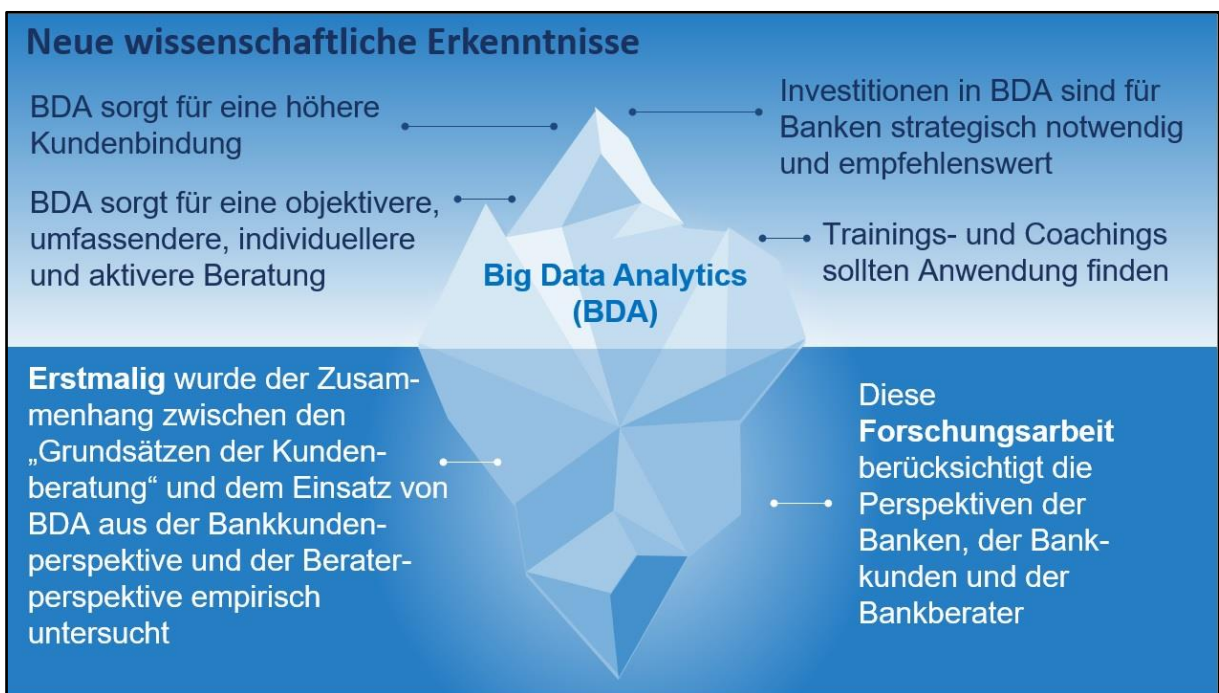 Neue wissenschaftliche Erkenntnisse
BDA sorgt für eine höhere
Kundenbindung
BDA sorgt für eine objektivere,
umfassendere, individuellere
und aktivere Beratung
Investitionen in BDA sind für
Banken strategisch notwendig
und empfehlenswert
Trainings- und Coachings
sollten Anwendung finden
Big Data Analytics
(BDA)
Erstmalig wurde der Zusam-
menhang zwischen den
„Grundsätzen der Kunden-
beratung“ und dem Einsatz von
BDA aus der Bankkunden-
perspektive und der Berater-
perspektive empirisch
untersucht
Diese
Forschungsarbeit
berücksichtigt die
Perspektiven der
Banken, der Bank-
kunden und der
Bankberater